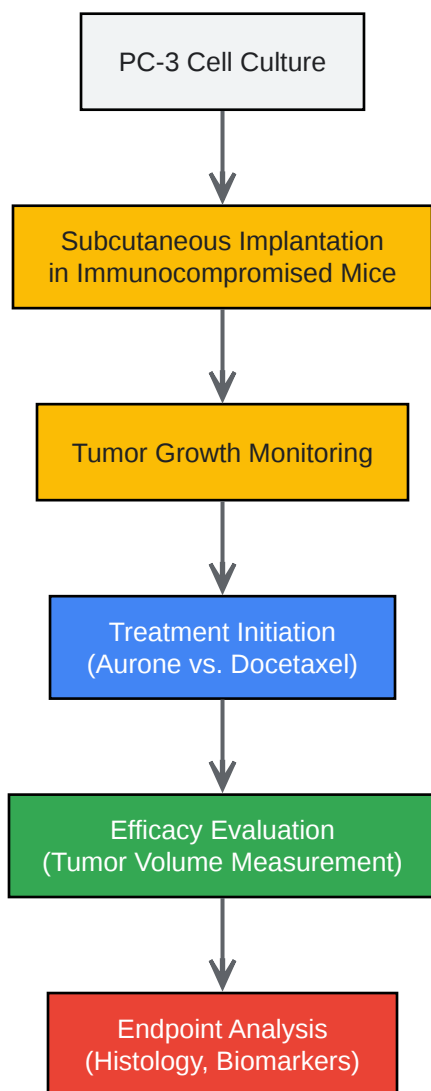 PC-3 Cell Culture
Subcutaneous Implantation
in Immunocompromised Mice
Tumor Growth Monitoring
Treatment Initiation
(Aurone vs. Docetaxel)
Efficacy Evaluation
(Tumor Volume Measurement)
Endpoint Analysis
(Histology, Biomarkers)